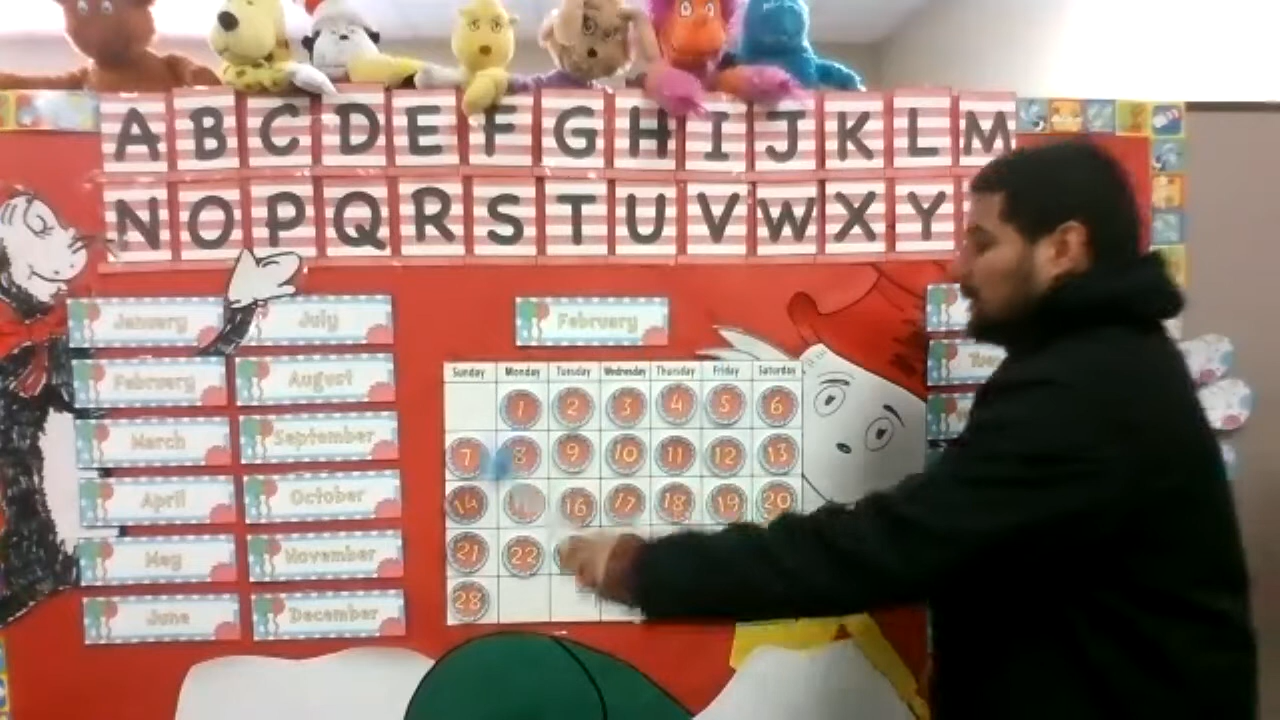 A B C D E F G H I J K L M
N O P Q R S T U V W X Y
January July
February August
March September
April October
May November
June December
February
Sunday Monday Tuesday Wednesday Thursday Friday Saturday
1 2 3 4 5 6
7 8 9 10 11 12 13
14 16 17 18 19 20
21 22
28